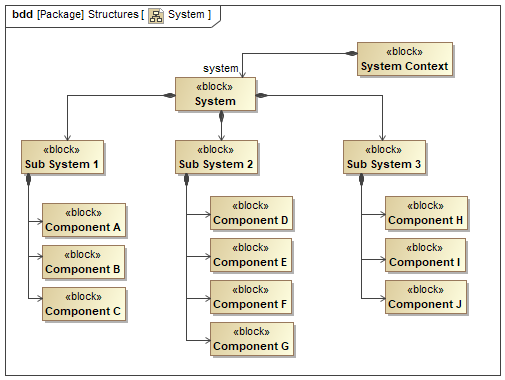 bdd [Package] Structures [ System ]
«block»
System Context
system
«block»
System
«block»
Sub System 1
«block»
Sub System 2
«block»
Sub System 3
«block»
Component A
«block»
Component B
«block»
Component C
«block»
Component D
«block»
Component E
«block»
Component F
«block»
Component G
«block»
Component H
«block»
Component I
«block»
Component J